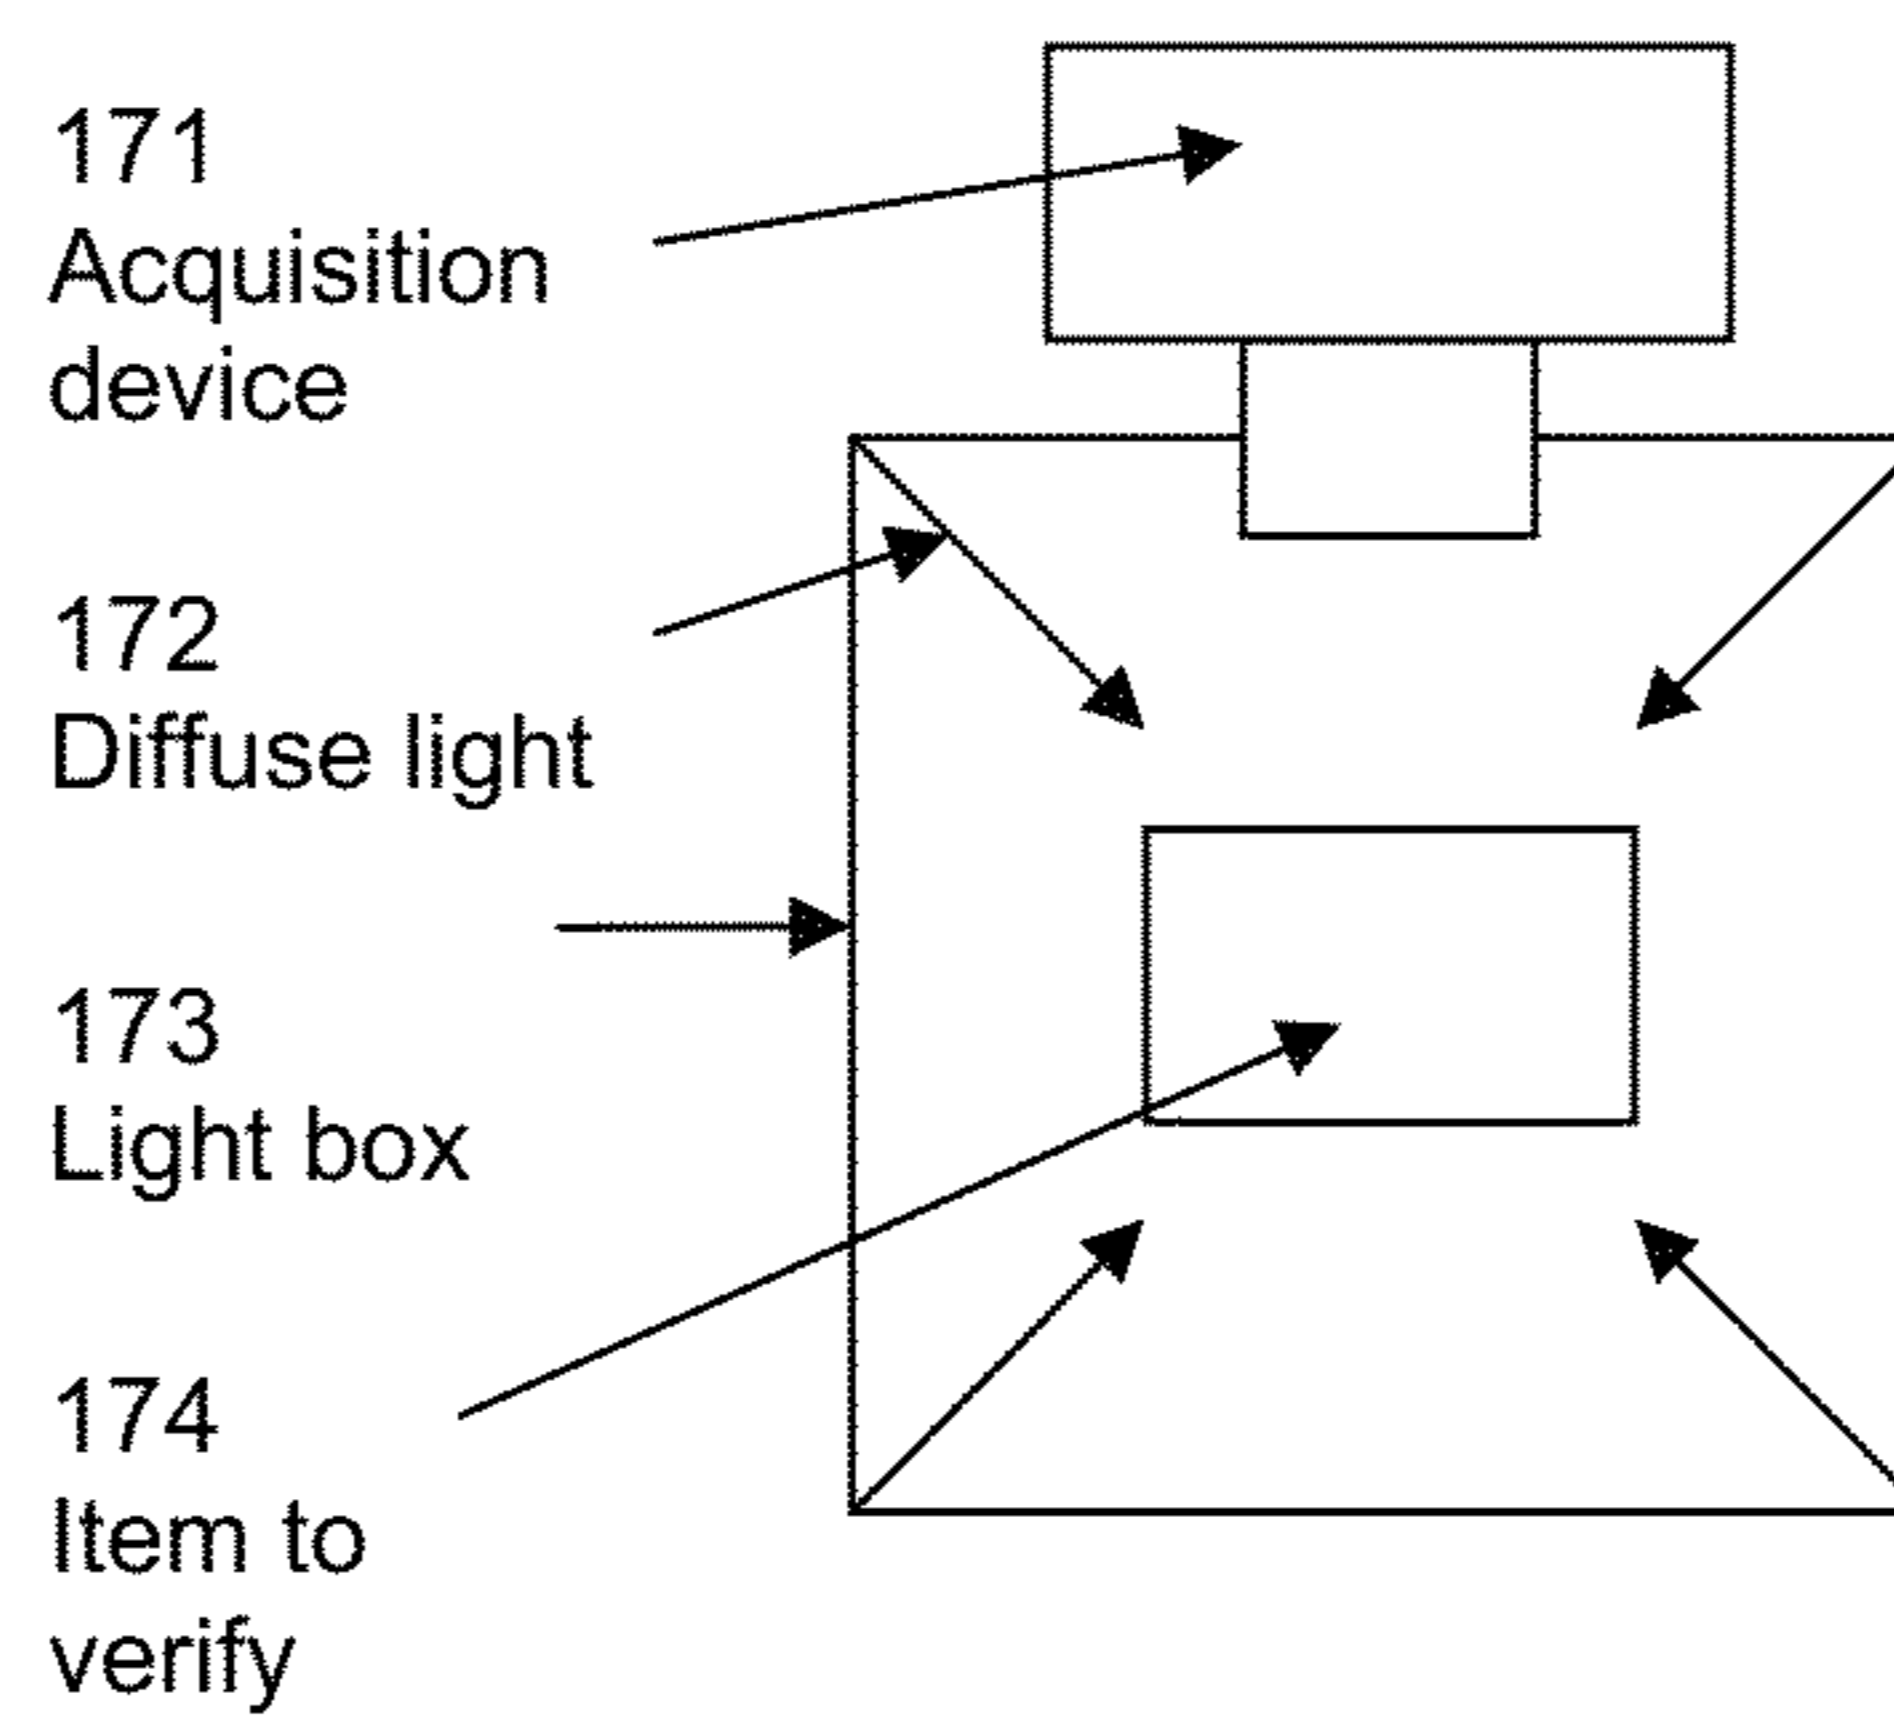 171
Acquisition
device
172
Diffuse light
173
Light box
174
Item to
verify